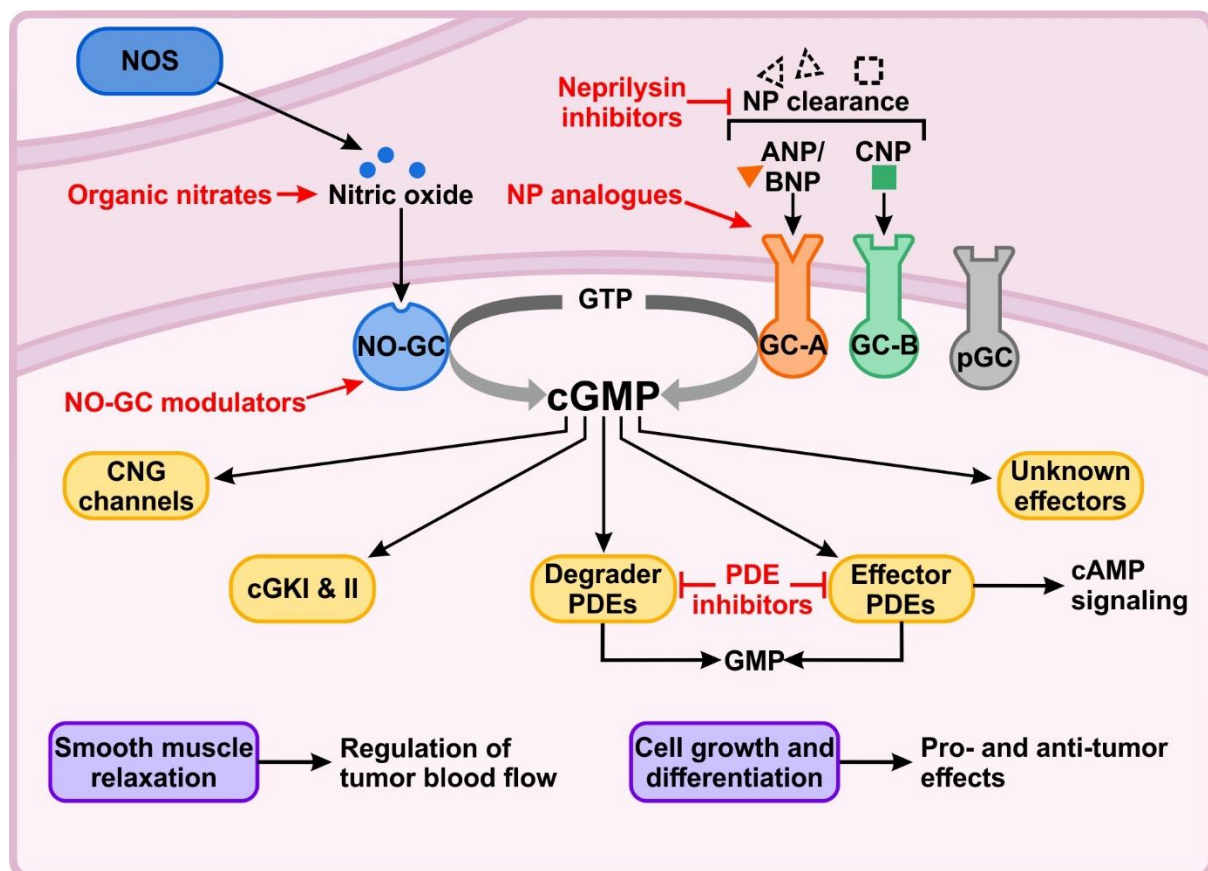 NOS
Neprilysin
inhibitors
NP clearance
ANP/
BNP
CNP
Organic nitrates
Nitric oxide
NP analogues
GTP
NO-GC
GC-A
GC-B
pGC
NO-GC modulators
cGMP
CNG
channels
Unknown
effectors
cGKI & II
Degrader
PDEs
PDE
inhibitors
Effector
PDEs
cAMP
signaling
GMP
Smooth muscle
relaxation
Regulation of
tumor blood flow
Cell growth and
differentiation
Pro- and anti-tumor
effects